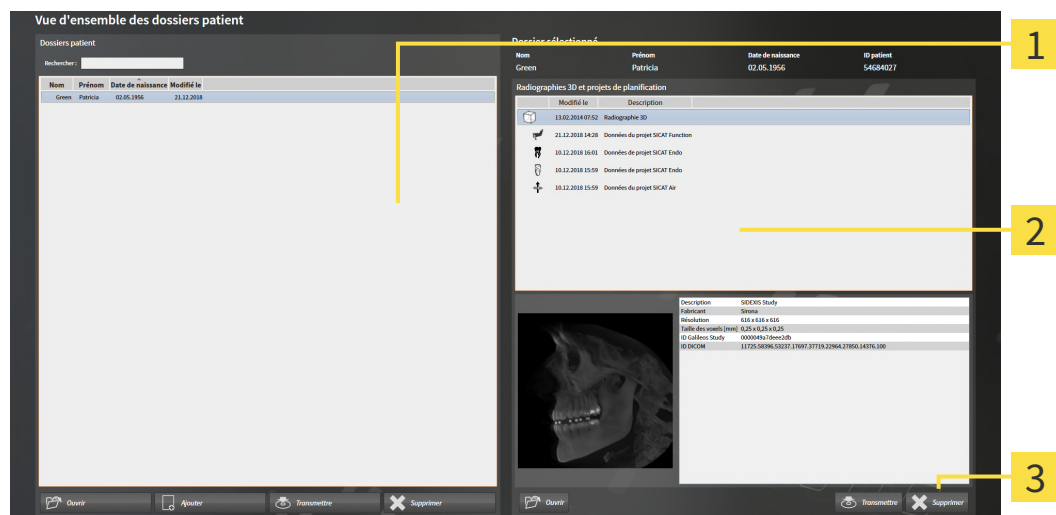 Vue d'ensemble des dossiers patient
Dossiers patient
Rechercher :
Nom Prénom Date de naissance Modifié le
Green Patricia 02.05.1956 21.12.2018
Ouvrir Ajouter Transmettre Supprimer
Dossier sélectionné
Nom Prénom Date de naissance ID patient
Green Patricia 02.05.1956 54684027
Radiographies 3D et projets de planification
Modifié le Description
13.02.2014 07:52 Radiographie 3D
21.12.2018 14:28 Données du projet SICAT Function
10.12.2018 16:01 Données de projet SICAT Endo
10.12.2018 15:59 Données de projet SICAT Endo
10.12.2018 15:59 Données du projet SICAT Air
Description SIDEXIS Study
Fabricant Sirona
Résolution 616 x 616 x 616
Taille des voxels [mm] 0,25 x 0,25 x 0,25
ID Galileos Study 0000049a7deee2db
ID DICOM 11725.58396.53237.17697.37719.22964.27850.14376.100
Ouvrir Transmettre Supprimer
1
2
3